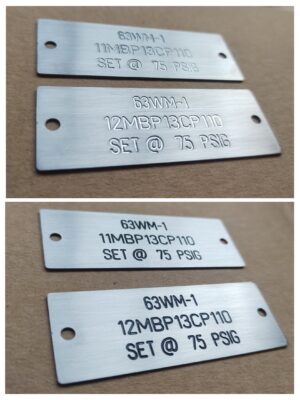 63WM-1
11MBP13CP110
SET @ 75 PSIG
63WM-1
12MBP13CP110
SET @ 75 PSIG
63WM-1
11MBP13CP110
SET @ 75 PSIG
63WM-1
12MBP13CP110
SET @ 75 PSIG